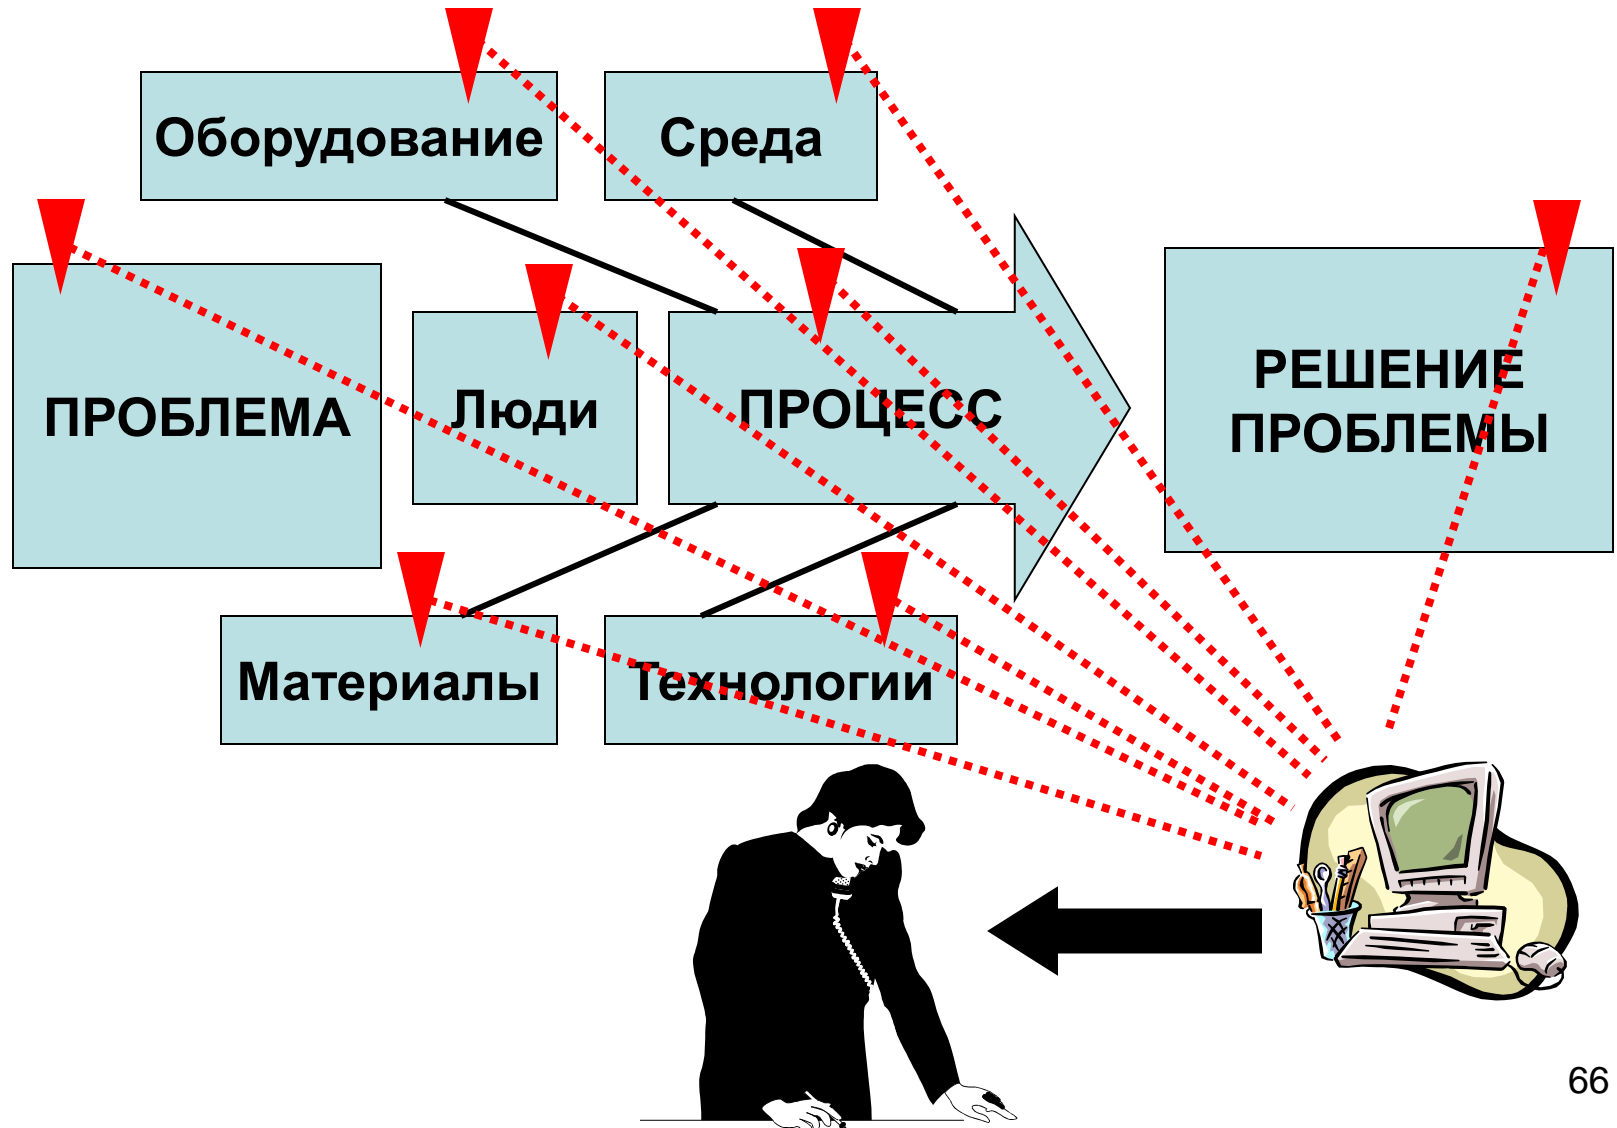 Оборудование
Среда
ПРОБЛЕМА
Люди
ПРОЦЕСС
РЕШЕНИЕ
ПРОБЛЕМЫ
Материалы
Технологии
66